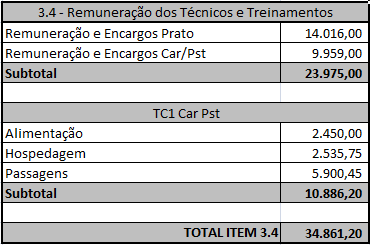 3.4 - Remuneração dos Técnicos e Treinamentos
Remuneração e Encargos Prato 14.016,00
Remuneração e Encargos Car/Pst 9.959,00
Subtotal 23.975,00
TC1 Car Pst
Alimentação 2.450,00
Hospedagem 2.535,75
Passagens 5.900,45
Subtotal 10.886,20
TOTAL ITEM 3.4 34.861,20